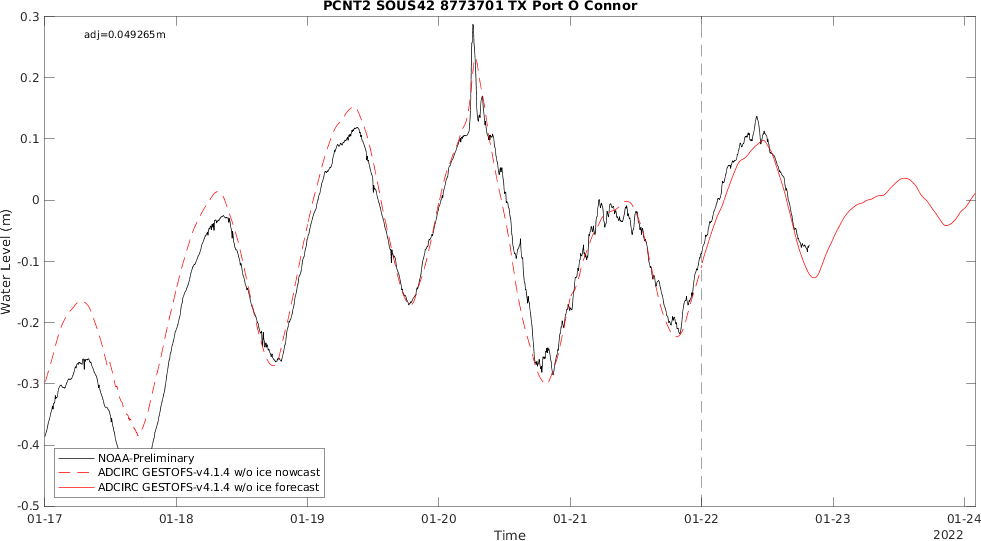 PCNT2 SOUS42 8773701 TX Port O Connor
adj=0.049265m
0.3
0.2
0.1
0
-0.1
-0.2
-0.3
-0.4
-0.5
Water Level (m)
NOAA-Preliminary
ADCIRC GESTOFS-v4.1.4 w/o ice nowcast
ADCIRC GESTOFS-v4.1.4 w/o ice forecast
01-17 01-18 01-19 01-20 01-21 01-22 01-23 01-24
Time
2022